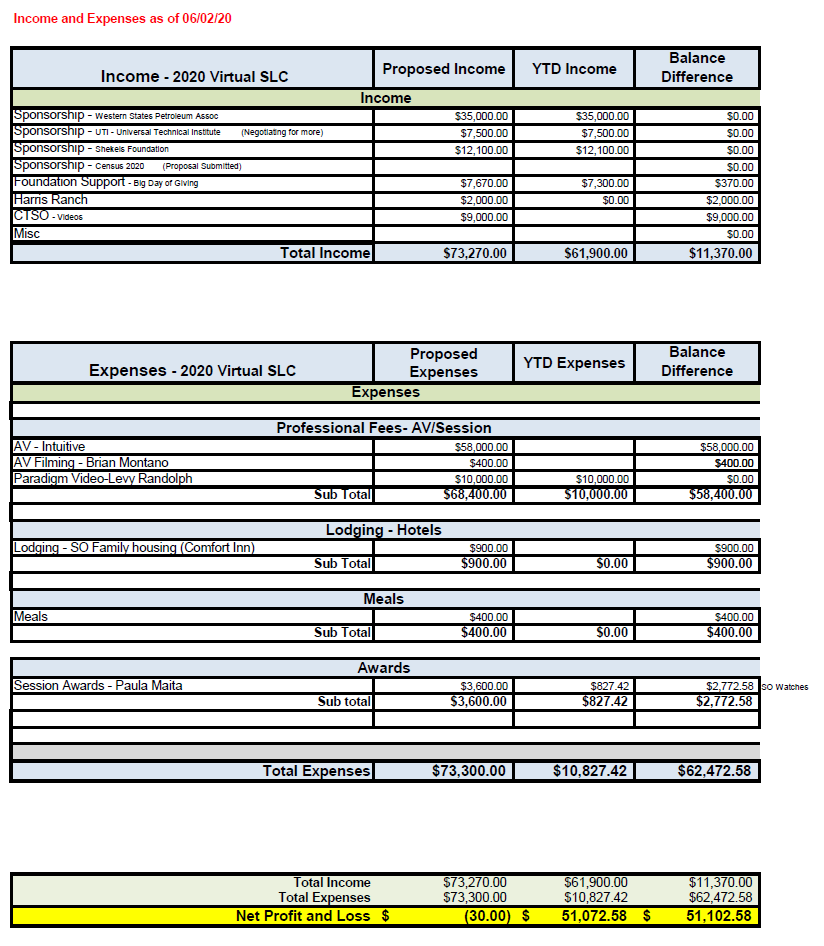 Income and Expenses as of 06/02/20
Income - 2020 Virtual SLC Proposed Income YTD Income Balance Difference
Income
Sponsorship - Western States Petroleum Assoc $35,000.00 $35,000.00 $0.00
Sponsorship - UTI - Universal Technical Institute (Negotiating for more) $7,500.00 $7,500.00 $0.00
Sponsorship - Shekels Foundation $12,100.00 $12,100.00 $0.00
Sponsorship - Census 2020 (Proposal Submitted) $0.00
Foundation Support - Big Day of Giving $7,670.00 $7,300.00 $370.00
Harris Ranch $2,000.00 $0.00 $2,000.00
CTSO - Videos $9,000.00 $9,000.00
Misc $0.00
Total Income $73,270.00 $61,900.00 $11,370.00
Expenses - 2020 Virtual SLC Proposed Expenses YTD Expenses Balance Difference
Expenses
Professional Fees- AV/Session
AV - Intuitive $58,000.00 $58,000.00
AV Filming - Brian Montano $400.00 $400.00
Paradigm Video-Levy Randolph $10,000.00 $10,000.00 $0.00
Sub Total $68,400.00 $10,000.00 $58,400.00
Lodging - Hotels
Lodging - SO Family housing (Comfort Inn) $900.00 $900.00
Sub Total $900.00 $0.00 $900.00
Meals
Meals $400.00 $400.00
Sub Total $400.00 $0.00 $400.00
Awards
Session Awards - Paula Maita $3,600.00 $827.42 $2,772.58 SO Watches
Sub total $3,600.00 $827.42 $2,772.58
Total Expenses $73,300.00 $10,827.42 $62,472.58
Total Income $73,270.00 $61,900.00 $11,370.00
Total Expenses $73,300.00 $10,827.42 $62,472.58
Net Profit and Loss $ (30.00) $ 51,072.58 $ 51,102.58